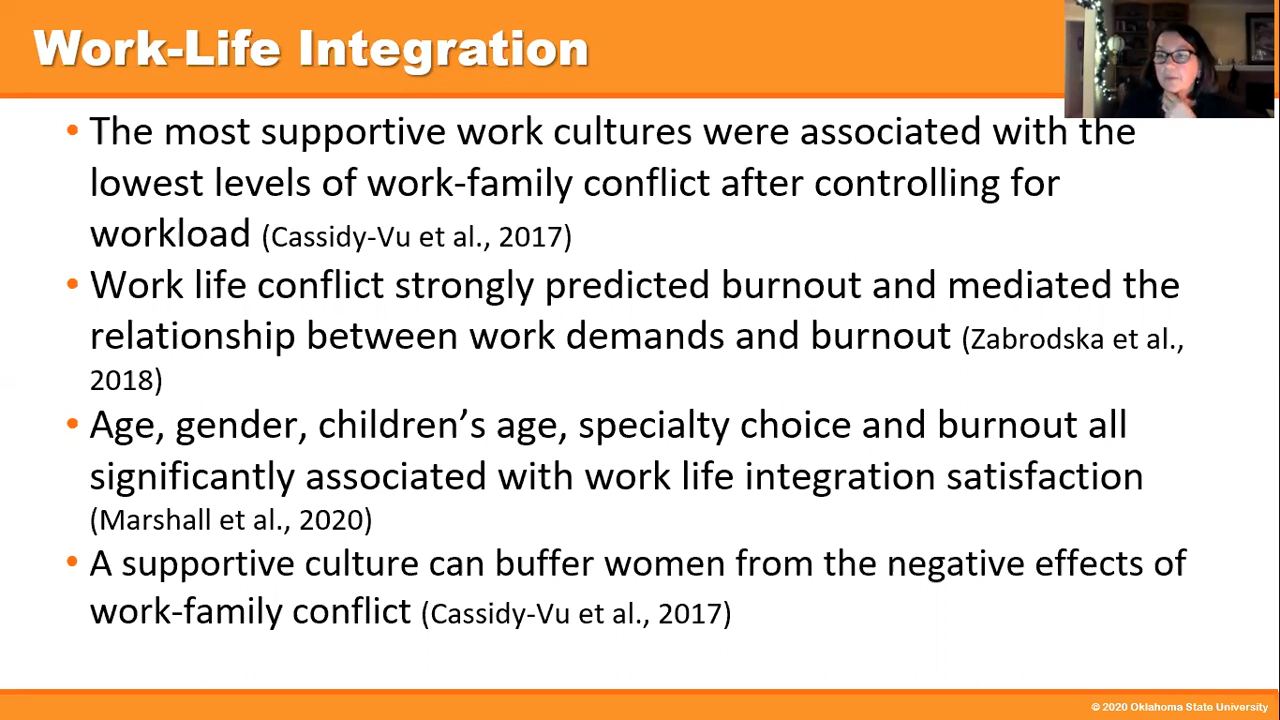 Work-Life Integration
• The most supportive work cultures were associated with the
lowest levels of work-family conflict after controlling for
workload (Cassidy-Vu et al., 2017)
• Work life conflict strongly predicted burnout and mediated the
relationship between work demands and burnout (Zabrodska et al.,
2018)
• Age, gender, children’s age, specialty choice and burnout all
significantly associated with work life integration satisfaction
(Marshall et al., 2020)
• A supportive culture can buffer women from the negative effects of
work-family conflict (Cassidy-Vu et al., 2017)
© 2020 Oklahoma State University